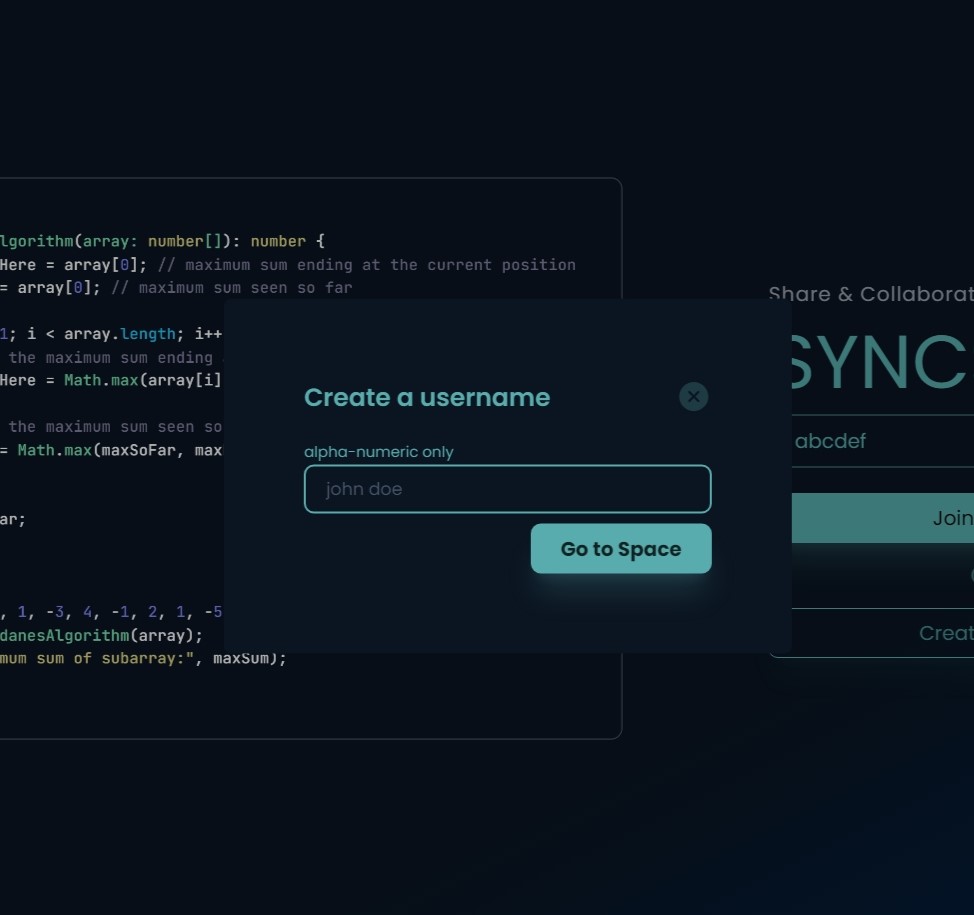 lgorithm(array: number[]): number {
Here = array[0]; // maximum sum ending at the current position
= array[0]; // maximum sum seen so far
1; i < array.length; i++
the maximum sum ending
Here = Math.max(array[i]
the maximum sum seen so
= Math.max(maxSoFar, max
ar;
, 1, -3, 4, -1, 2, 1, -5
danesAlgorithm(array);
mum sum of subarray:", maxSum);
Create a username
alpha-numeric only
john doe
Go to Space
Share & Collaborat
SYNC
abcdef
Join
Creat